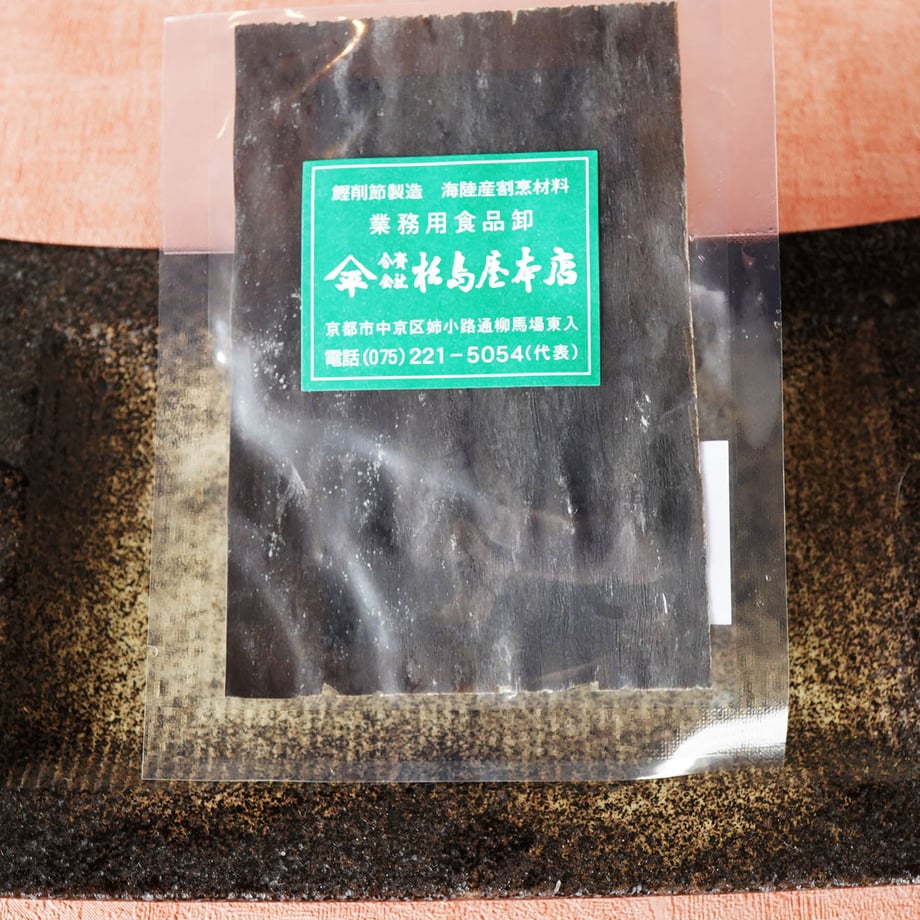 鰹削節製造　海陸産割烹材料
業務用食品卸
合資会社 松島屋本店
京都市中京区姉小路通柳馬場東入
電話(075)221-5054(代表)